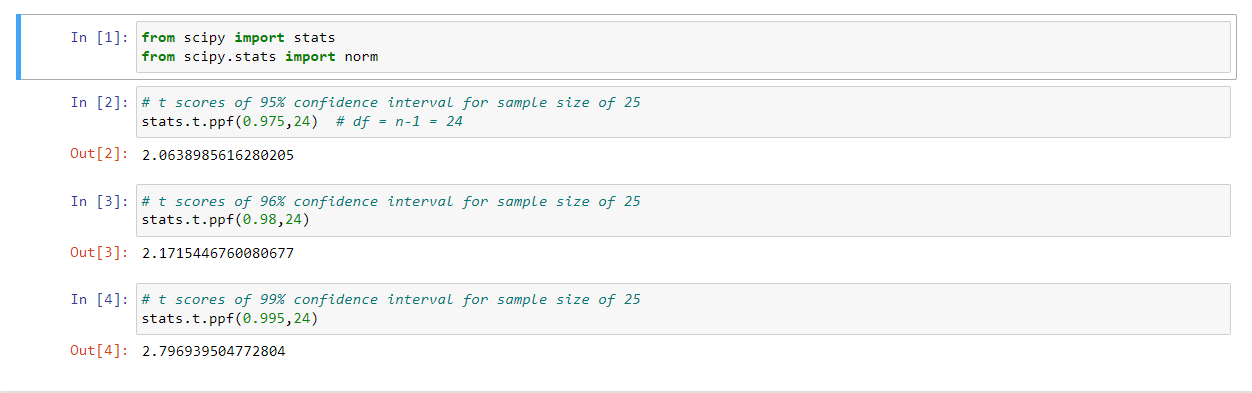 In [1]: from scipy import stats
from scipy.stats import norm
In [2]: # t scores of 95% confidence interval for sample size of 25
stats.t.ppf(0.975,24)  # df = n-1 = 24
Out[2]: 2.0638985616280205
In [3]: # t scores of 96% confidence interval for sample size of 25
stats.t.ppf(0.98,24)
Out[3]: 2.1715446760080677
In [4]: # t scores of 99% confidence interval for sample size of 25
stats.t.ppf(0.995,24)
Out[4]: 2.796939504772804